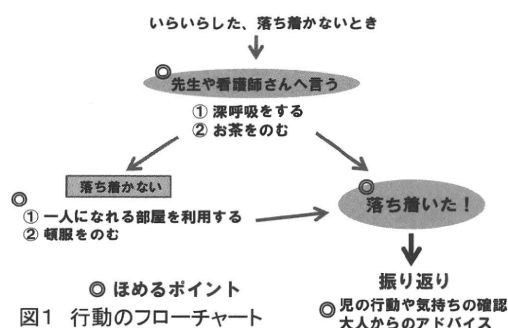 いらいらした、落ち着かないとき
◎
先生や看護師さんへ言う
① 深呼吸をする
② お茶をのむ
落ち着かない
◎
① 一人になれる部屋を利用する
② 頓服をのむ
◎
落ち着いた！
振り返り
◎ 児の行動や気持ちの確認
大人からのアドバイス
◎ ほめるポイント
図1 行動のフローチャート